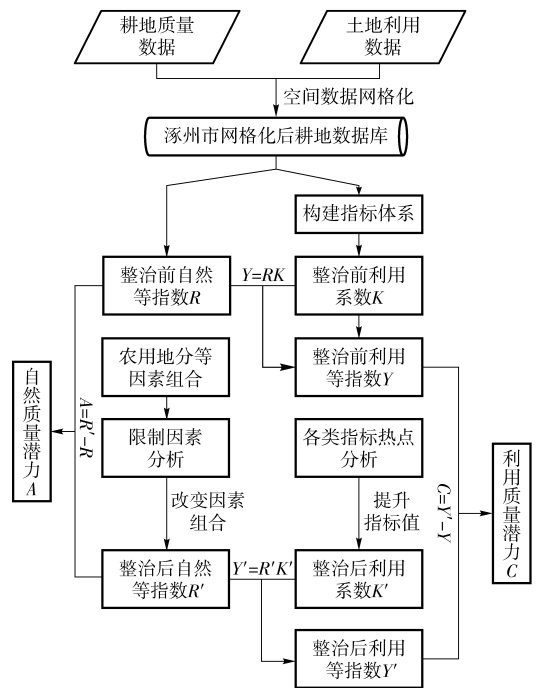 耕地质量
数据
土地利用
数据
空间数据网格化
涿州市网格化后耕地数据库
构建指标体系
整治前自然
等指数R
Y=RK
整治前利用
系数K
农用地分等
因素组合
整治前利用
等指数Y
自然质量潜力A
A=R′-R
限制因素
分析
各类指标热点
分析
利用质量潜力C
C=Y′-Y
改变因素
组合
提升
指标值
整治后自然
等指数R′
Y′=R′K′
整治后利用
系数K′
整治后利用
等指数Y′